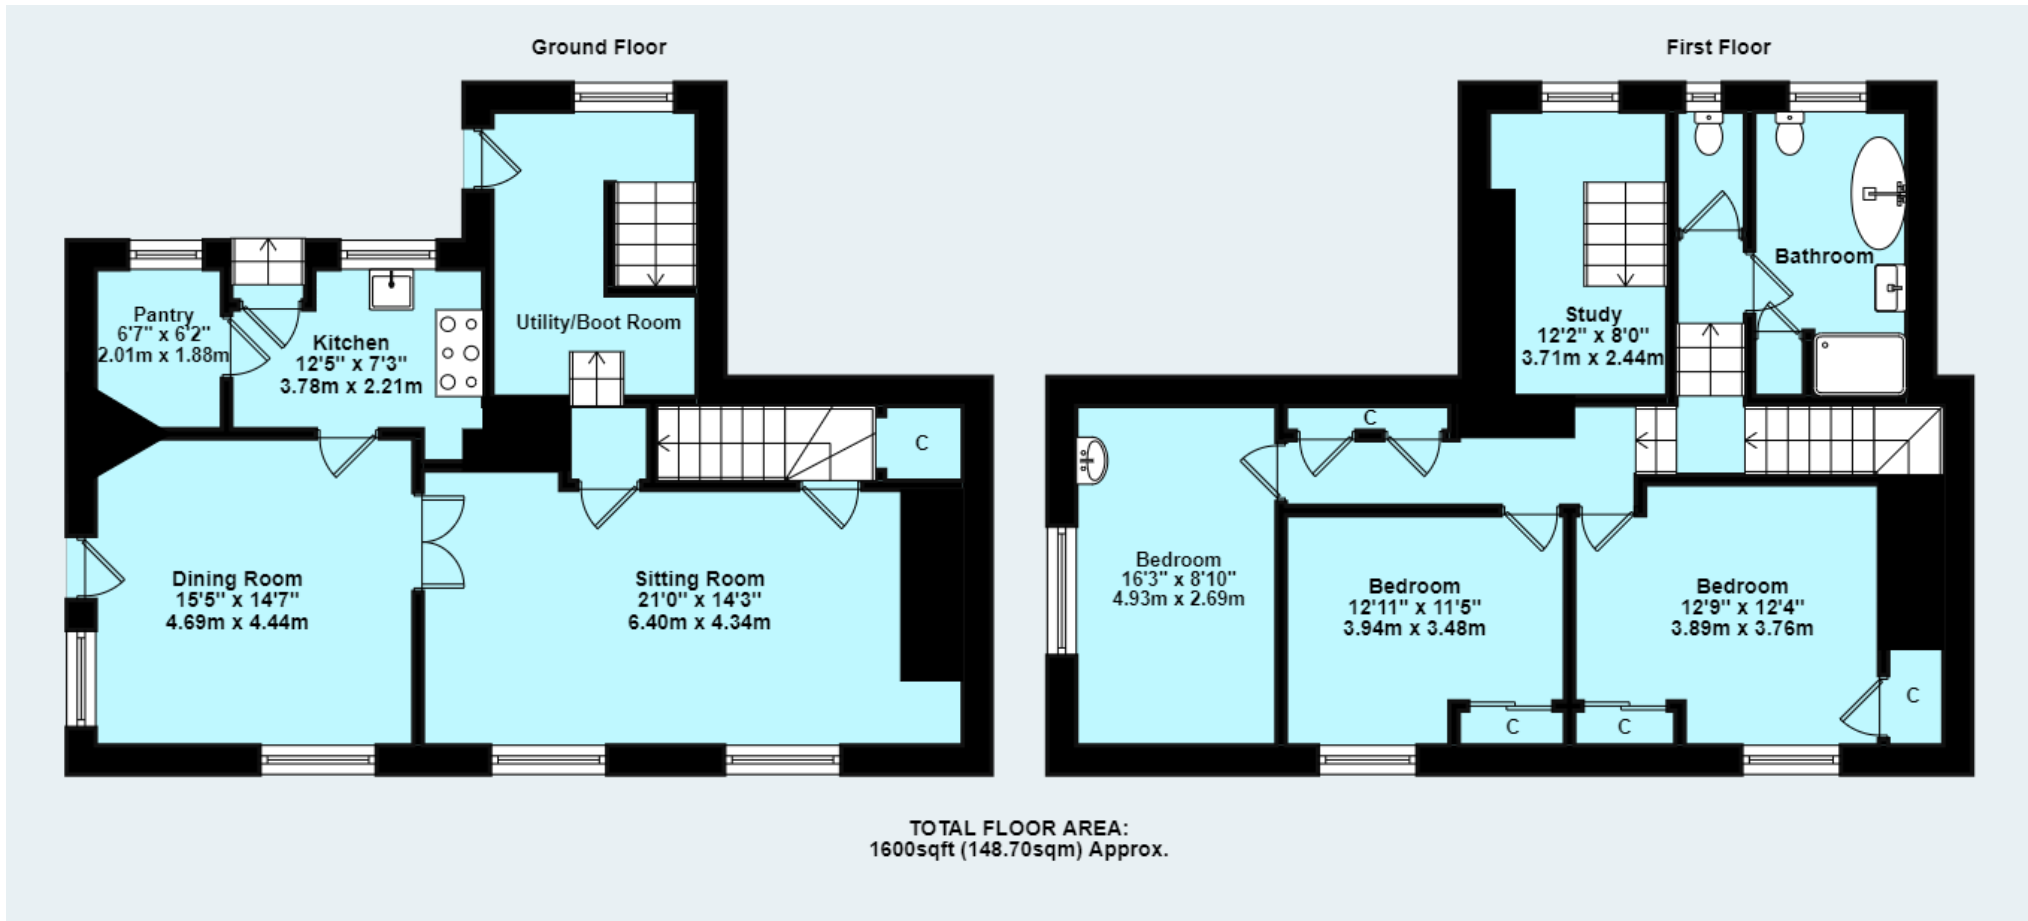 Ground Floor
First Floor
Pantry
6'7" x 6'2"
2.01m x 1.88m
Kitchen
12'5" x 7'3"
3.78m x 2.21m
Utility/Boot Room
C
Dining Room
15'5" x 14'7"
4.69m x 4.44m
Sitting Room
21'0" x 14'3"
6.40m x 4.34m
Bathroom
Study
12'2" x 8'0"
3.71m x 2.44m
C
Bedroom
16'3" x 8'10"
4.93m x 2.69m
Bedroom
12'11" x 11'5"
3.94m x 3.48m
Bedroom
12'9" x 12'4"
3.89m x 3.76m
C
C
C
TOTAL FLOOR AREA:
1600sqft (148.70sqm) Approx.